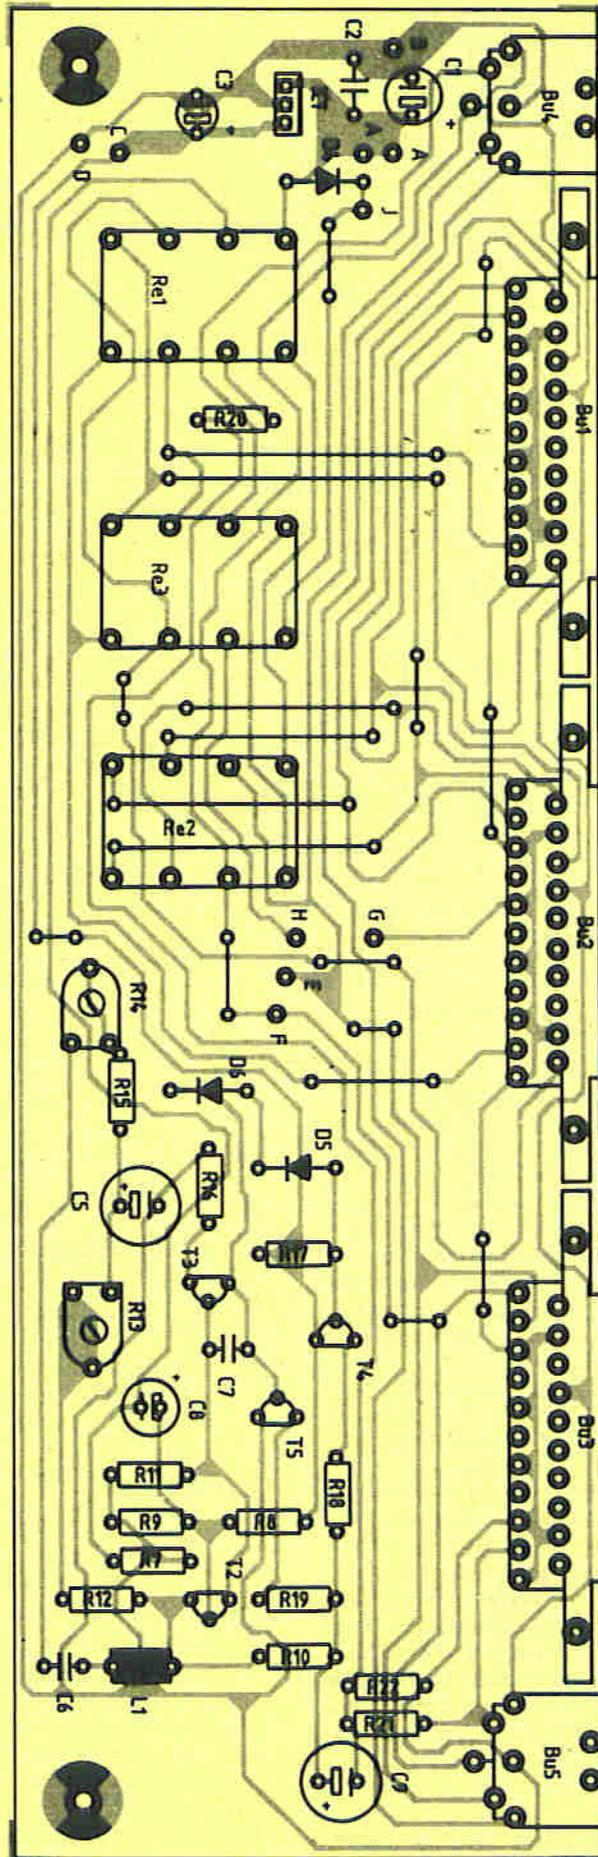 C2
B
C1
Bu4
C3
+
+
A
A
C
D
J
Re1
Bu1
R20
Re3
Re2
Bu2
H
G
F
R14
D6
R15
D5
C5
+
R16
R17
T3
R13
T4
C7
+
C8
T5
Bu3
R11
R18
R9
R8
R7
T2
R12
R19
R10
C6
L1
R22
R21
Bu5
C9
+